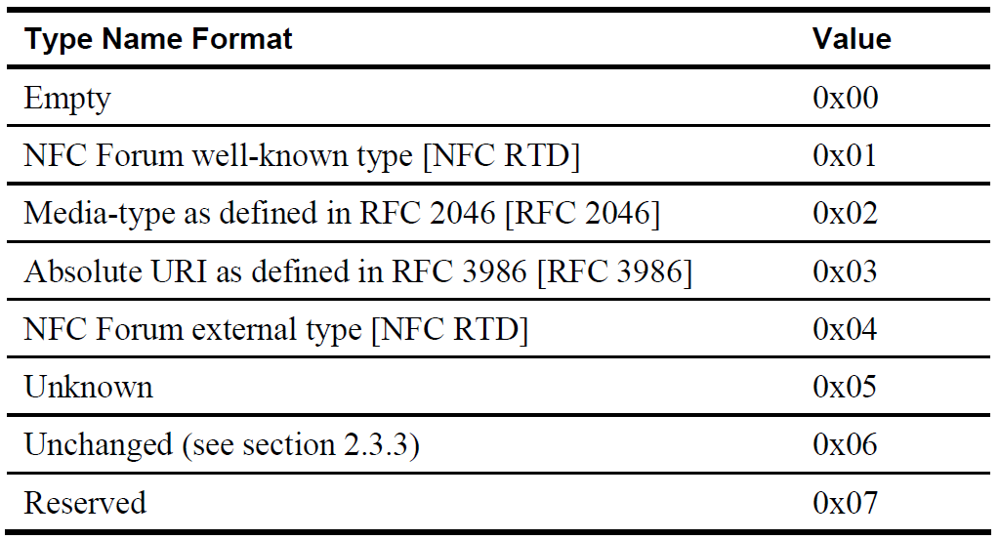 Type Name Format Value
Empty 0x00
NFC Forum well-known type [NFC RTD] 0x01
Media-type as defined in RFC 2046 [RFC 2046] 0x02
Absolute URI as defined in RFC 3986 [RFC 3986] 0x03
NFC Forum external type [NFC RTD] 0x04
Unknown 0x05
Unchanged (see section 2.3.3) 0x06
Reserved 0x07